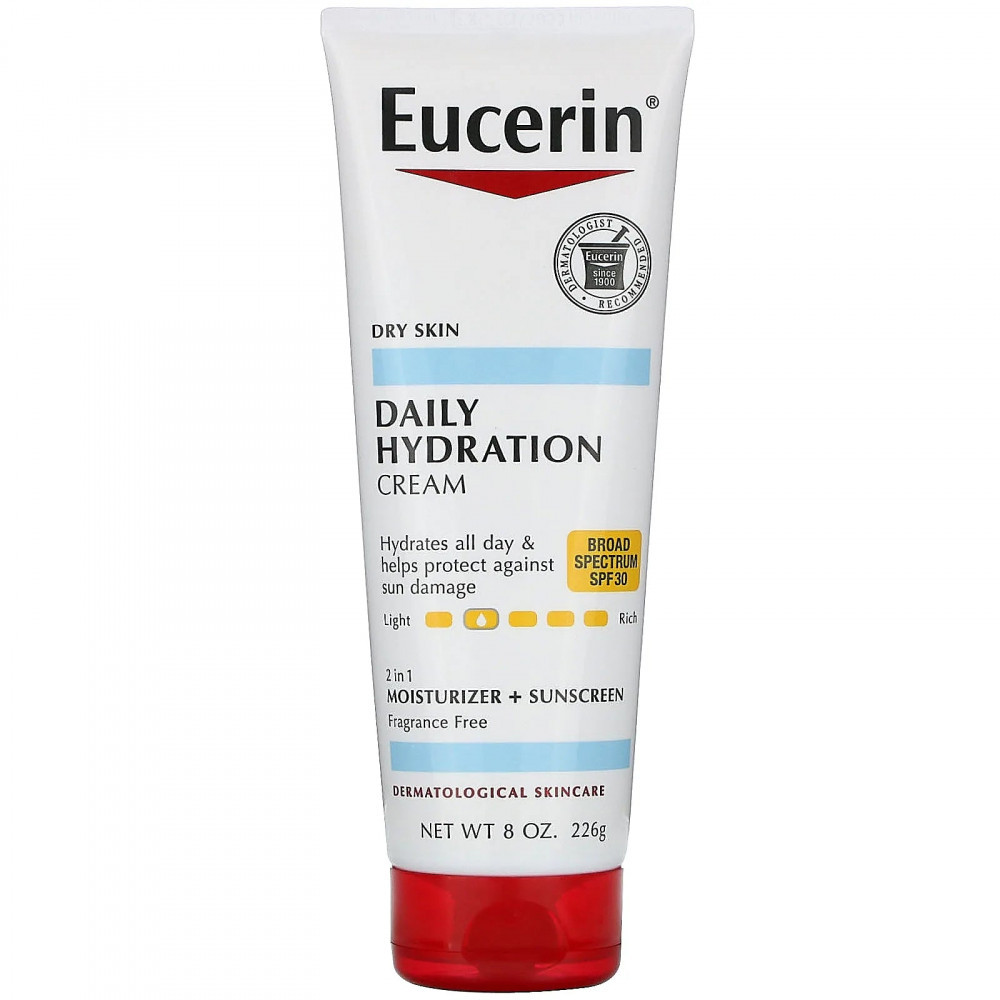 Eucerin®
DERMATOLOGIST
RECOMMENDED
Eucerin
since
1900
DRY SKIN
DAILY
HYDRATION
CREAM
Hydrates all day &
helps protect against
sun damage
BROAD
SPECTRUM
SPF30
Light
Rich
2 in 1
MOISTURIZER + SUNSCREEN
Fragrance Free
DERMATOLOGICAL SKINCARE
NET WT 8 OZ. 226g